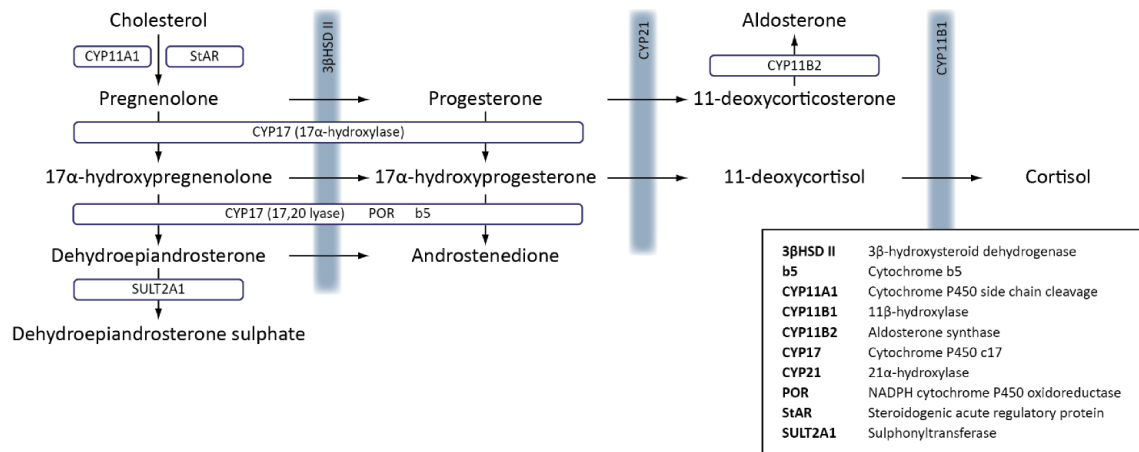 Cholesterol
Aldosterone
CYP11A1
StAR
3βHSD II
CYP21
CYP11B2
CYP11B1
Pregnenolone
Progesterone
11-deoxycorticosterone
CYP17 (17α-hydroxylase)
17α-hydroxypregnenolone
17α-hydroxyprogesterone
11-deoxycortisol
Cortisol
CYP17 (17,20 lyase) POR b5
Dehydroepiandrosterone
Androstenedione
SULT2A1
Dehydroepiandrosterone sulphate
3βHSD II 3β-hydroxysteroid dehydrogenase
b5 Cytochrome b5
CYP11A1 Cytochrome P450 side chain cleavage
CYP11B1 11β-hydroxylase
CYP11B2 Aldosterone synthase
CYP17 Cytochrome P450 c17
CYP21 21α-hydroxylase
POR NADPH cytochrome P450 oxidoreductase
StAR Steroidogenic acute regulatory protein
SULT2A1 Sulphonyltransferase